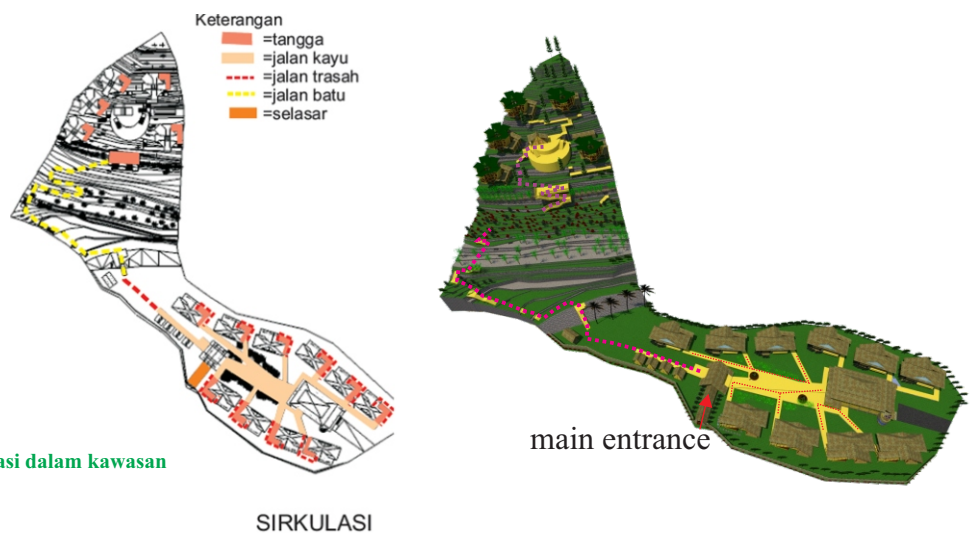 Keterangan
=tangga
=jalan kayu
=jalan trasah
=jalan batu
=selasar
main entrance
asi dalam kawasan
SIRKULASI